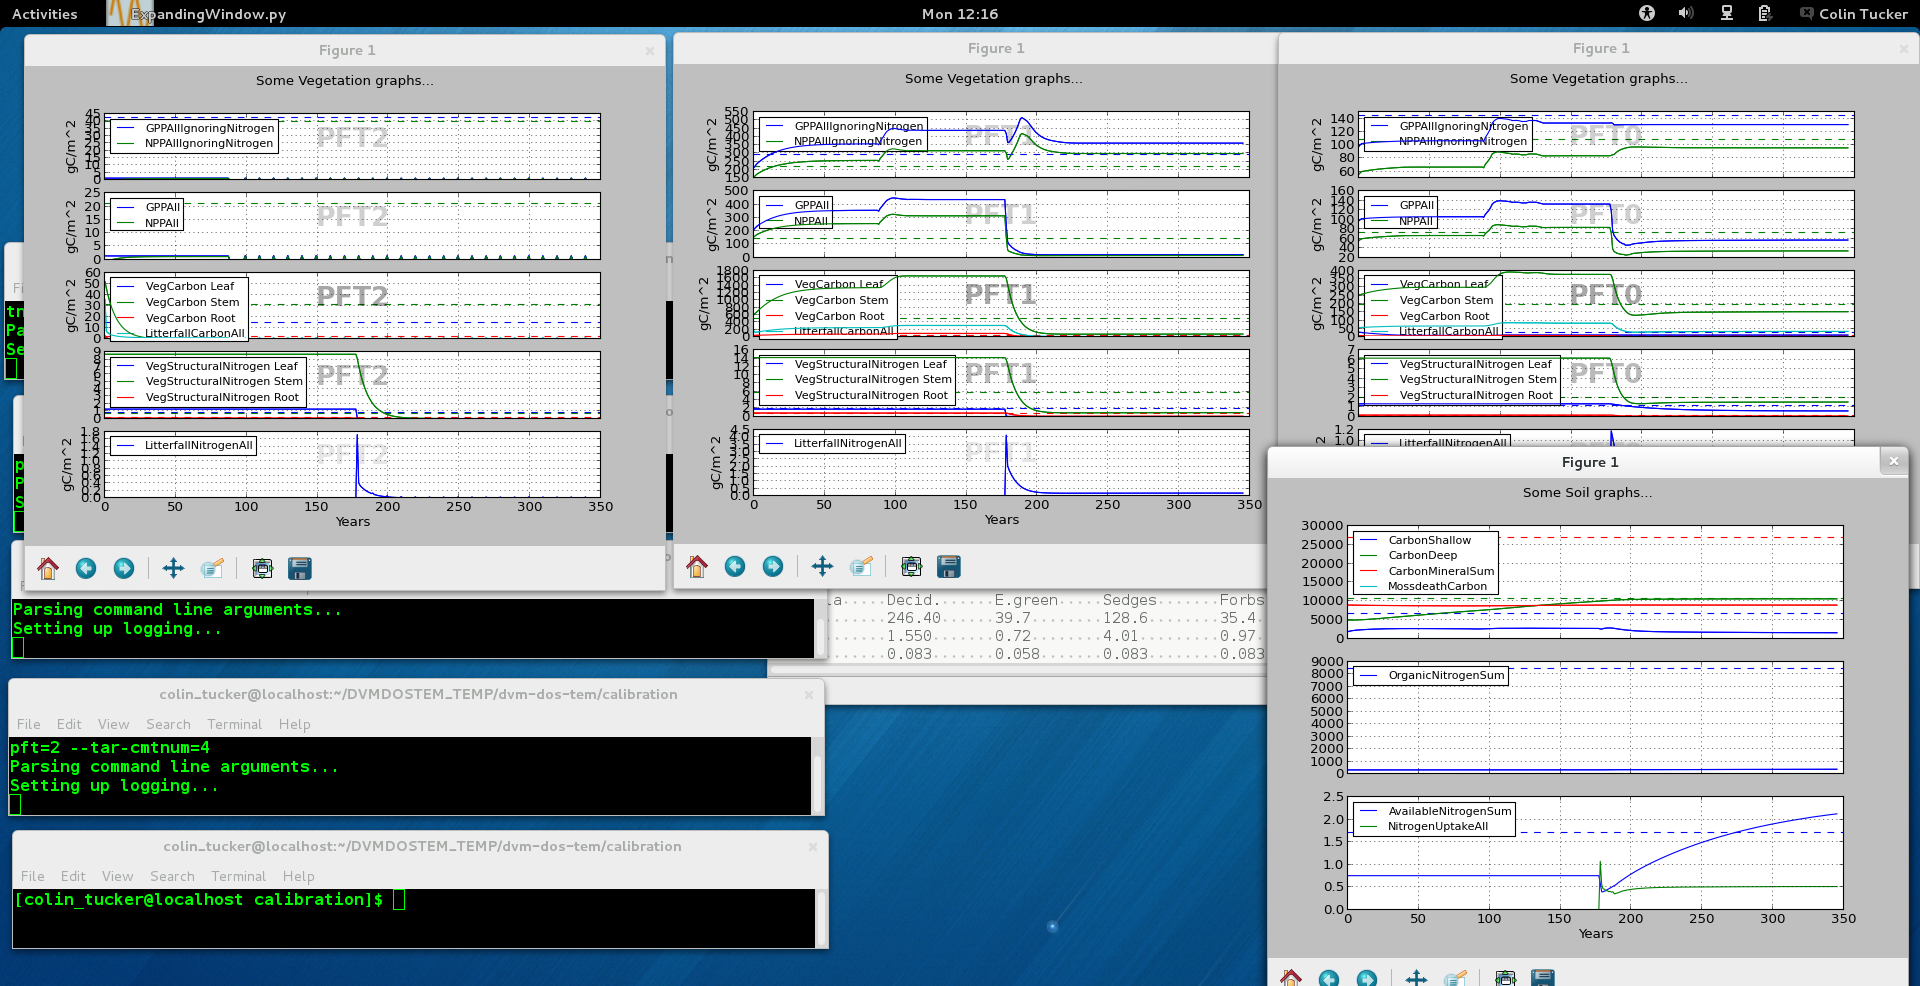 Activities
ExpandingWindow.py
Mon 12:16
Colin Tucker
Figure 1
Some Vegetation graphs...
45
40
35
30
25
20
15
10
5
0
gC/m^2
GPPAllIgnoringNitrogen
NPPAllIgnoringNitrogen
PFT2
25
20
15
10
5
0
gC/m^2
GPPAll
NPPAll
PFT2
60
50
40
30
20
10
0
gC/m^2
VegCarbon Leaf
VegCarbon Stem
VegCarbon Root
LitterfallCarbonAll
PFT2
9
8
7
6
5
4
3
2
1
0
VegStructuralNitrogen Leaf
VegStructuralNitrogen Stem
VegStructuralNitrogen Root
PFT2
1.8
1.6
1.4
1.2
1.0
0.8
0.6
0.4
0.2
0.0
gC/m^2
LitterfallNitrogenAll
PFT2
0 50 100 150 200 250 300 350
Years
Figure 1
Some Vegetation graphs...
550
450
400
350
300
250
200
150
gC/m^2
GPPAllIgnoringNitrogen
NPPAllIgnoringNitrogen
PFT1
500
400
300
200
100
0
gC/m^2
GPPAll
NPPAll
PFT1
1800
1600
1400
1200
1000
800
600
400
200
0
gC/m^2
VegCarbon Leaf
VegCarbon Stem
VegCarbon Root
LitterfallCarbonAll
PFT1
16
14
12
10
8
6
4
2
0
gC/m^2
VegStructuralNitrogen Leaf
VegStructuralNitrogen Stem
VegStructuralNitrogen Root
PFT1
4.5
4.0
3.5
3.0
2.5
2.0
1.5
1.0
0.5
0.0
gC/m^2
LitterfallNitrogenAll
PFT1
0 50 100 150 200 250 300 350
Years
Figure 1
Some Vegetation graphs...
140
120
100
80
60
gC/m^2
GPPAllIgnoringNitrogen
NPPAllIgnoringNitrogen
PFT0
160
140
120
100
80
60
40
20
gC/m^2
GPPAll
NPPAll
PFT0
400
350
300
250
200
150
100
50
0
gC/m^2
VegCarbon Leaf
VegCarbon Stem
VegCarbon Root
LitterfallCarbonAll
PFT0
7
6
5
4
3
2
1
0
gC/m^2
VegStructuralNitrogen Leaf
VegStructuralNitrogen Stem
VegStructuralNitrogen Root
PFT0
1.2
1.0
LitterfallNitrogenAll
Figure 1
Some Soil graphs...
30000
25000
20000
15000
10000
5000
0
CarbonShallow
CarbonDeep
CarbonMineralSum
MossdeathCarbon
9000
8000
7000
6000
5000
4000
3000
2000
1000
0
OrganicNitrogenSum
2.5
2.0
1.5
1.0
0.5
0.0
AvailableNitrogenSum
NitrogenUptakeAll
0 50 100 150 200 250 300 350
Years
Decid. E.green Sedges Forbs
246.40 39.7 128.6 35.4
1.550 0.72 4.01 0.97
0.083 0.058 0.083 0.083
Parsing command line arguments...
Setting up logging...
colin_tucker@localhost:~/DVMDOSTEM_TEMP/dvm-dos-tem/calibration
File Edit View Search Terminal Help
pft=2 --tar-cmtnum=4
Parsing command line arguments...
Setting up logging...
colin_tucker@localhost:~/DVMDOSTEM_TEMP/dvm-dos-tem/calibration
File Edit View Search Terminal Help
[colin_tucker@localhost calibration]$